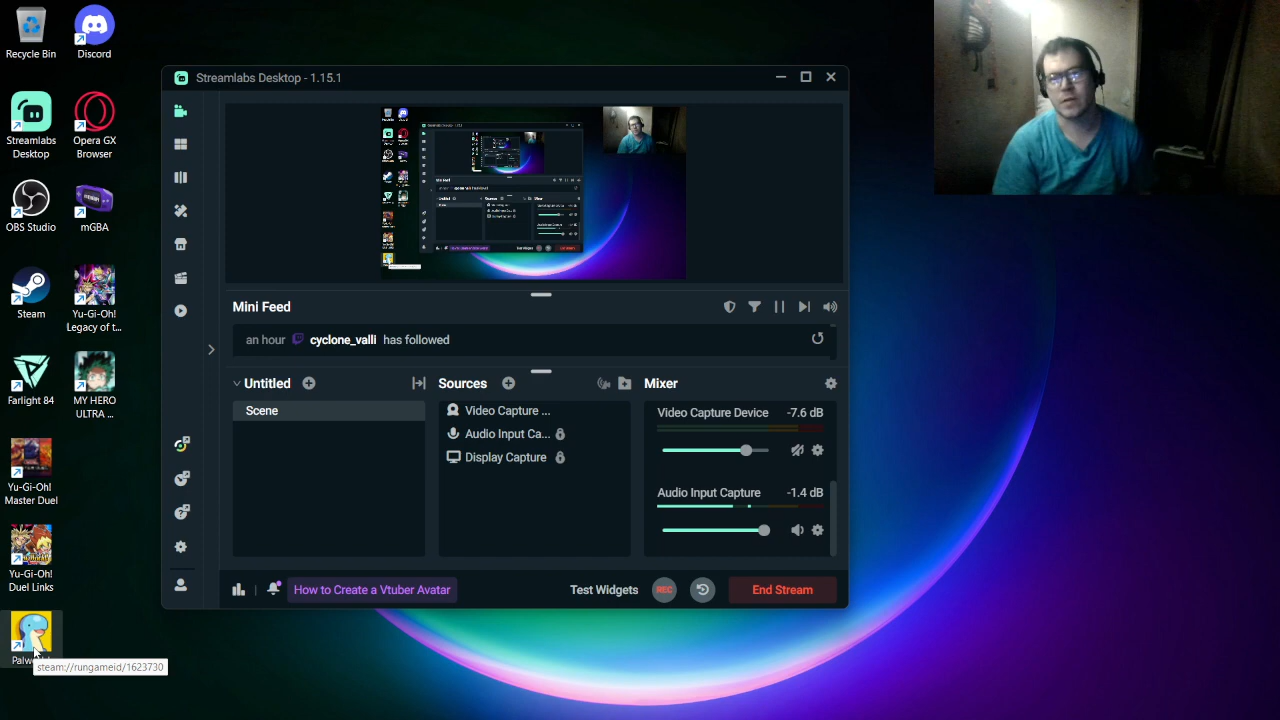 Recycle Bin
Discord
Streamlabs
Desktop
Opera GX
Browser
OBS Studio
mGBA
Steam
Yu-Gi-Oh!
Legacy of t...
Farlight 84
MY HERO
ULTRA ...
Yu-Gi-Oh!
Master Duel
Yu-Gi-Oh!
Duel Links
steam://rungameid/1623730
Streamlabs Desktop - 1.15.1
Mini Feed
an hour cyclone_valli has followed
Untitled
Scene
Sources
Video Capture ...
Audio Input Ca...
Display Capture
Mixer
Video Capture Device -7.6 dB
Audio Input Capture -1.4 dB
How to Create a Vtuber Avatar
Test Widgets
REC
End Stream